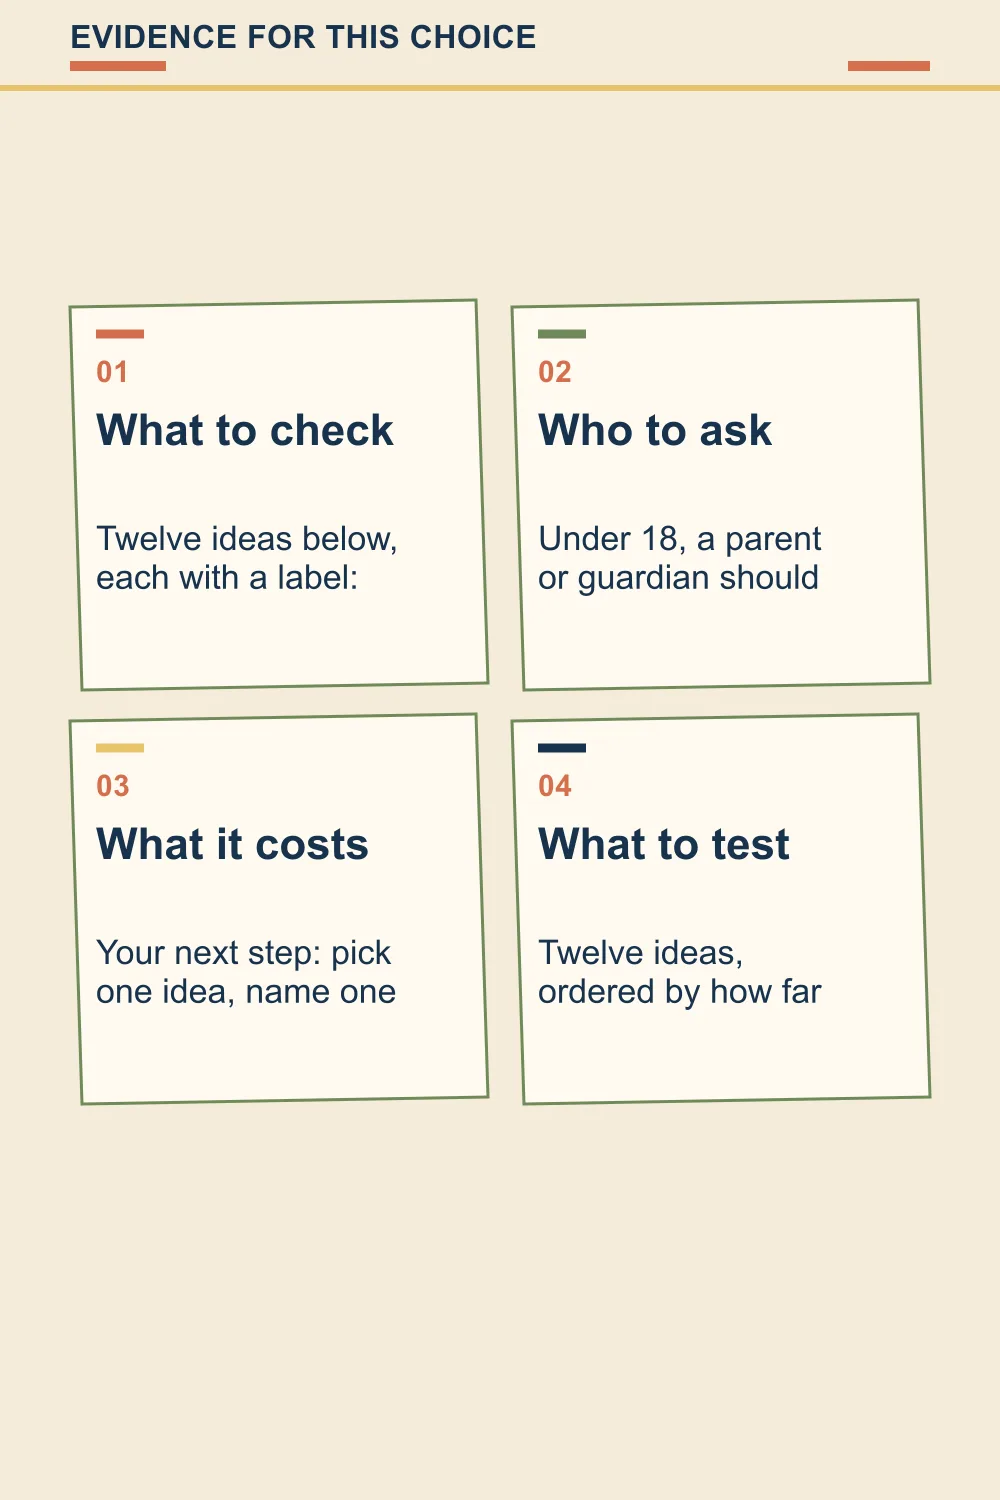 EVIDENCE FOR THIS CHOICE
01
What to check
Twelve ideas below,
each with a label:
02
Who to ask
Under 18, a parent
or guardian should
03
What it costs
Your next step: pick
one idea, name one
04
What to test
Twelve ideas,
ordered by how far